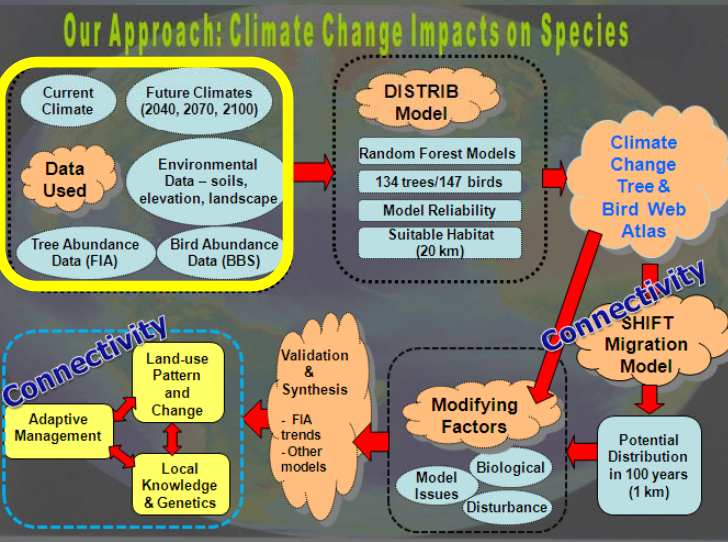 Our Approach: Climate Change Impacts on Species
Current
Climate
Future Climates
(2040, 2070, 2100)
Data
Used
Environmental
Data – soils,
elevation, landscape
Tree Abundance
Data (FIA)
Bird Abundance
Data (BBS)
DISTRIB
Model
Random Forest Models
134 trees/147 birds
Model Reliability
Suitable Habitat
(20 km)
Climate
Change
Tree &
Bird Web
Atlas
Connectivity
SHIFT
Migration
Model
Potential
Distribution
in 100 years
(1 km)
Modifying
Factors
Biological
Model
Issues
Disturbance
Validation
&
Synthesis
- FIA
trends
- Other
models
Connectivity
Land-use
Pattern
and
Change
Adaptive
Management
Local
Knowledge
& Genetics